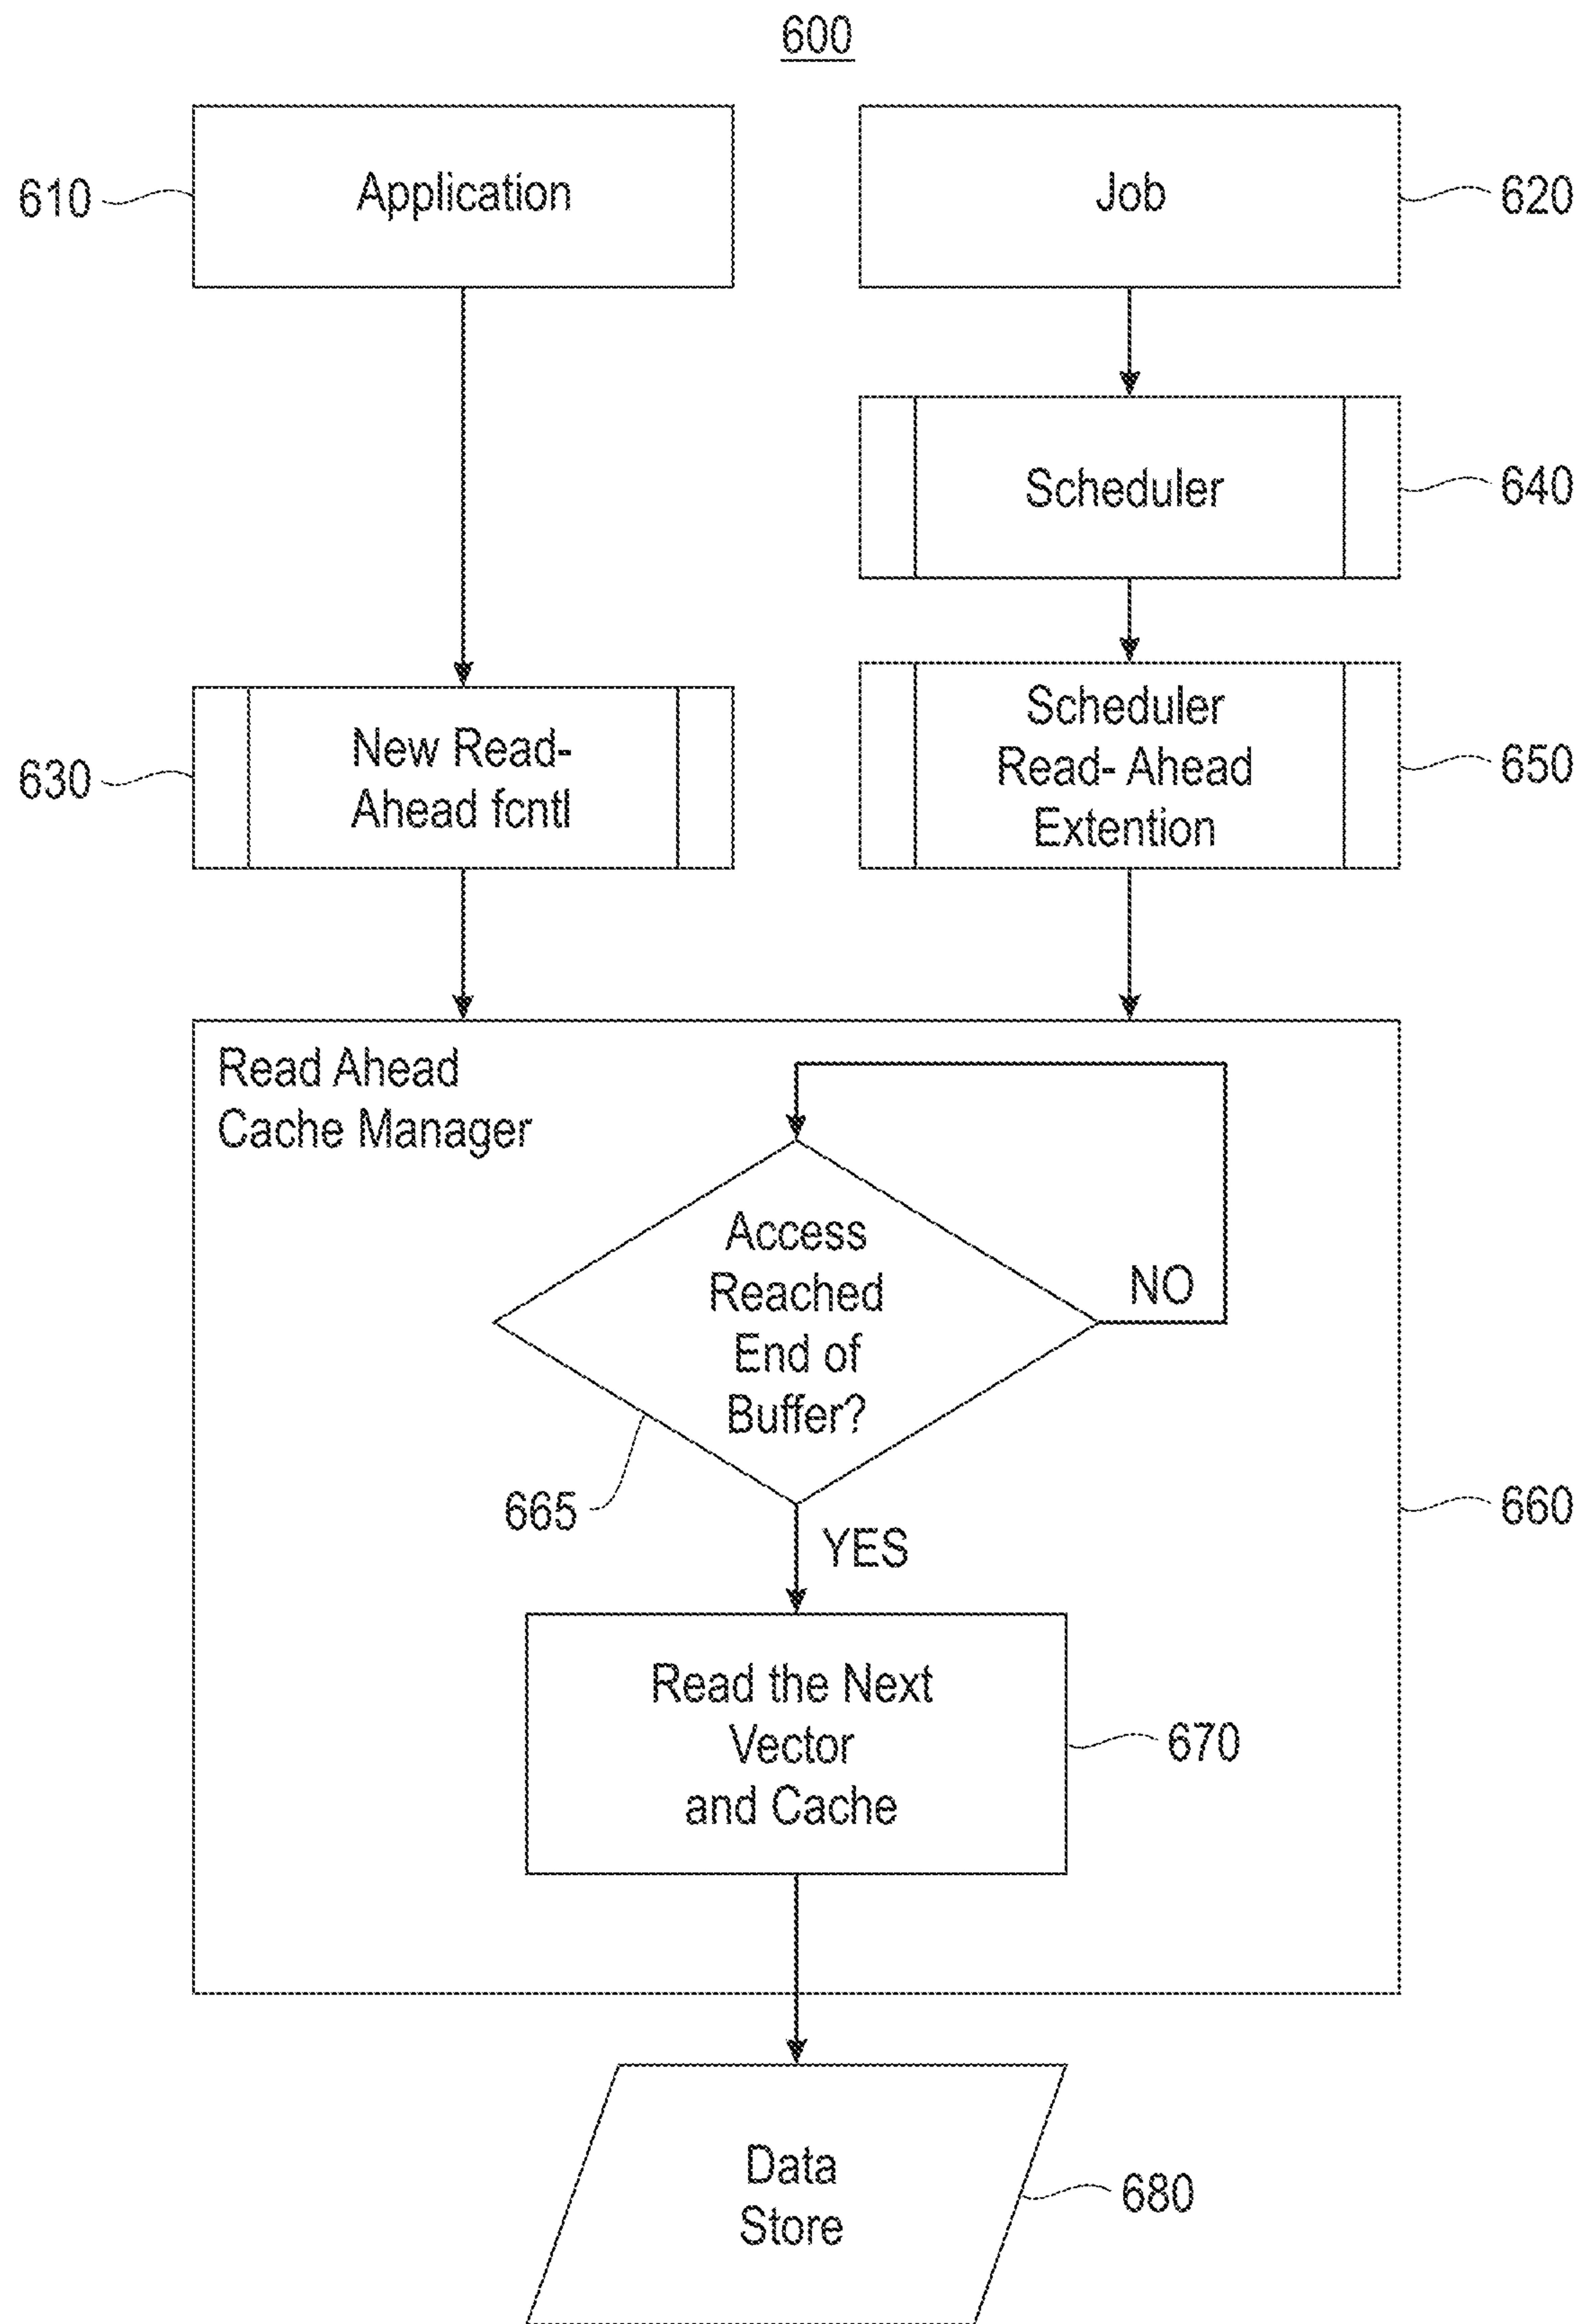 600
610
Application
Job
620
Scheduler
640
630
New Read-
Ahead fcntl
Scheduler
Read- Ahead
Extention
650
Read Ahead
Cache Manager
Access
Reached
End of
Buffer?
NO
665
YES
660
Read the Next
Vector
and Cache
670
Data
Store
680